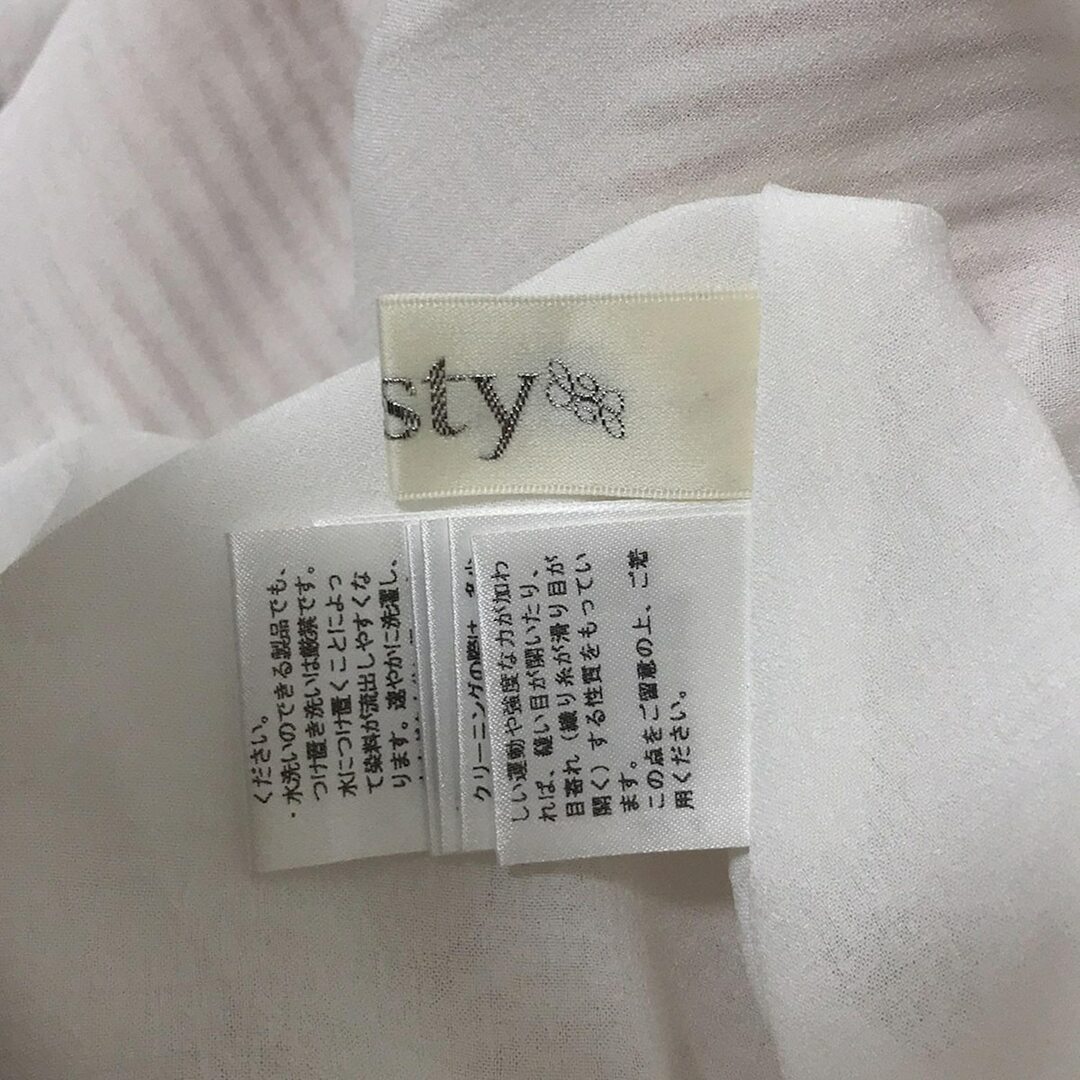 sty
ください。
・水洗いのできる製品でも、
つけ置き洗いは厳禁です。
水につけ置くことによっ
て染料が流出しやすくな
ります。速やかに洗濯し、
クリーニングの際は
しい運動や強度な力が加わ
れば、縫い目が開いたり、
目寄れ（織り糸が滑り目が
開く）する性質をもってい
ます。
この点をご留意の上、ご着
用ください。